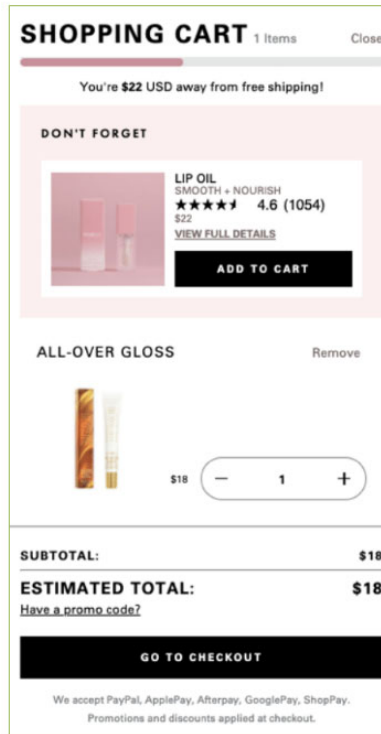 SHOPPING CART 1 Items Close
You're $22 USD away from free shipping!
DON'T FORGET
LIP OIL
SMOOTH + NOURISH
4.6 (1054)
$22
VIEW FULL DETAILS
ADD TO CART
ALL-OVER GLOSS Remove
$18 − 1 +
SUBTOTAL: $18
ESTIMATED TOTAL: $18
Have a promo code?
GO TO CHECKOUT
We accept PayPal, ApplePay, Afterpay, GooglePay, ShopPay.
Promotions and discounts applied at checkout.